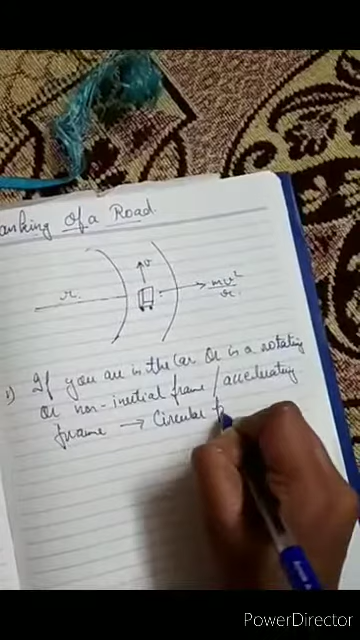 anking of a Road
v
r.
mv²/r.
1) If you are in the Car or is a rotating
or non-inertial frame / accelerating
frame → Circular
PowerDirector